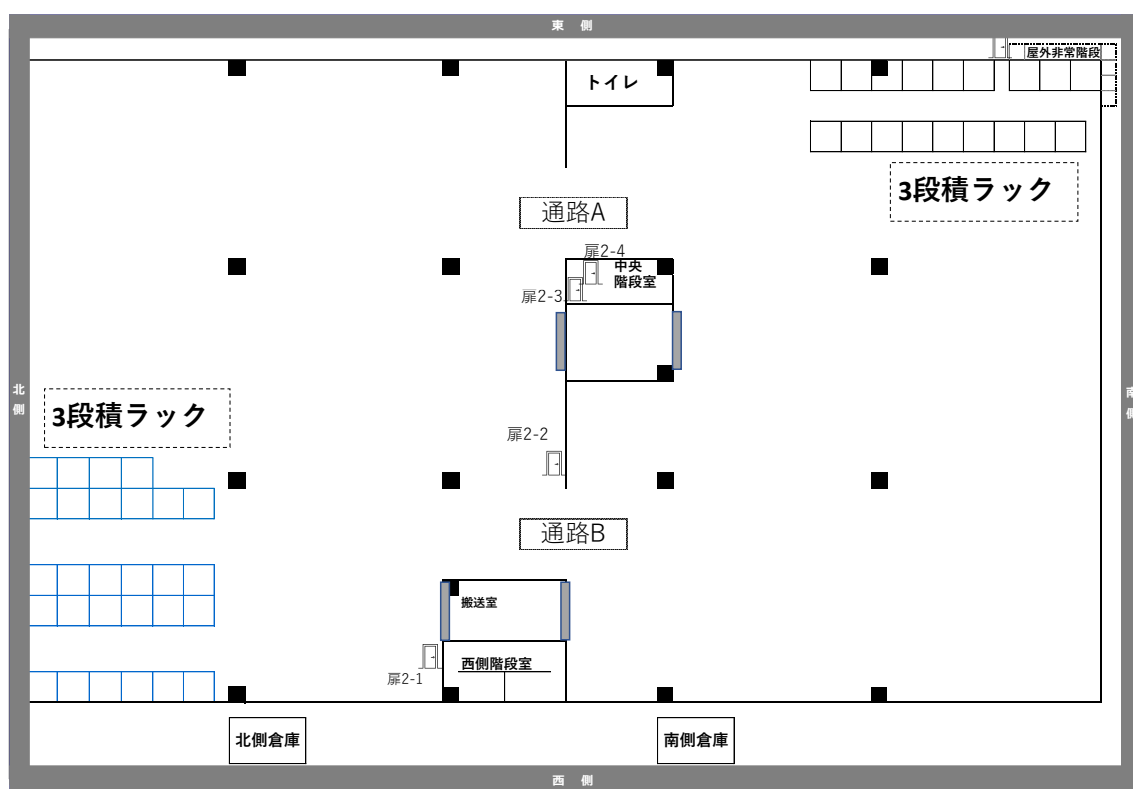 東 側
屋外非常階段
トイレ
3段積ラック
通路A
扉2-4
中央
階段室
扉2-3
北
側
南
側
3段積ラック
扉2-2
通路B
搬送室
西側階段室
扉2-1
北側倉庫
南側倉庫
西 側